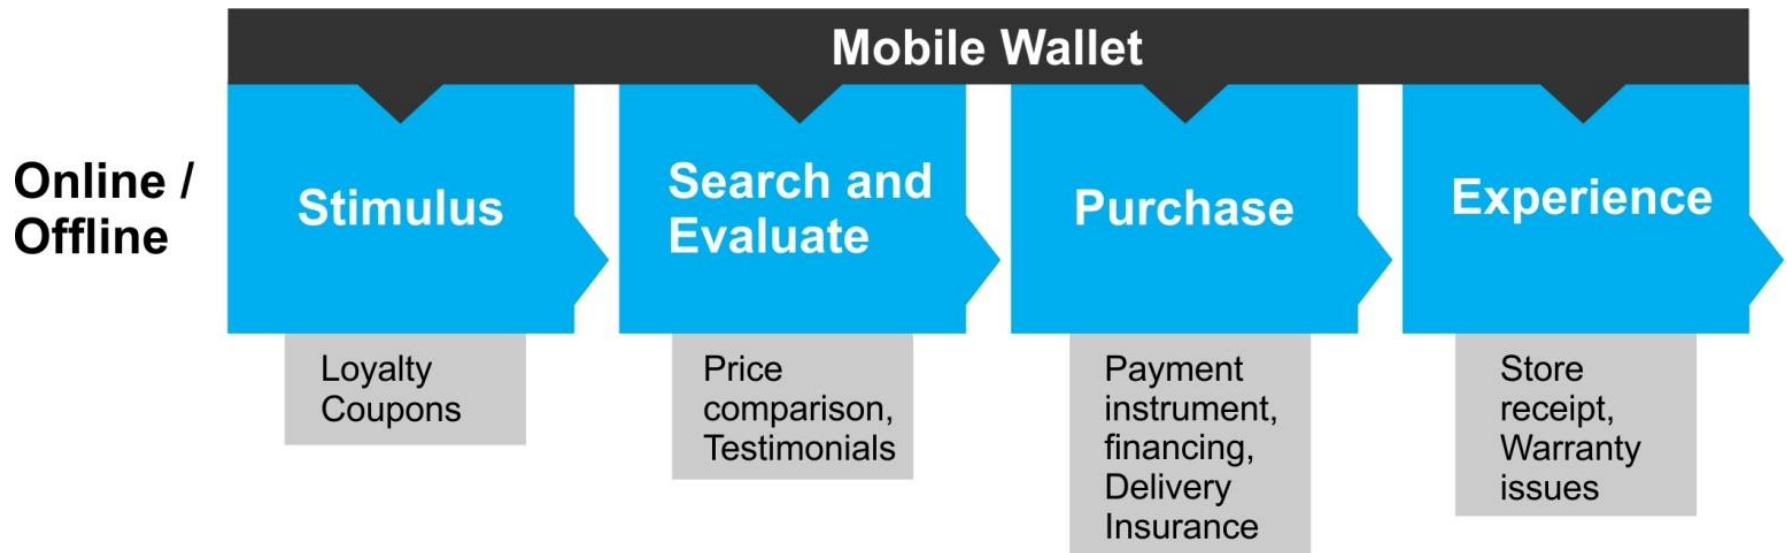 Mobile Wallet
Online /
Offline
Stimulus
Search and
Evaluate
Purchase
Experience
Loyalty
Coupons
Price
comparison,
Testimonials
Payment
instrument,
financing,
Delivery
Insurance
Store
receipt,
Warranty
issues